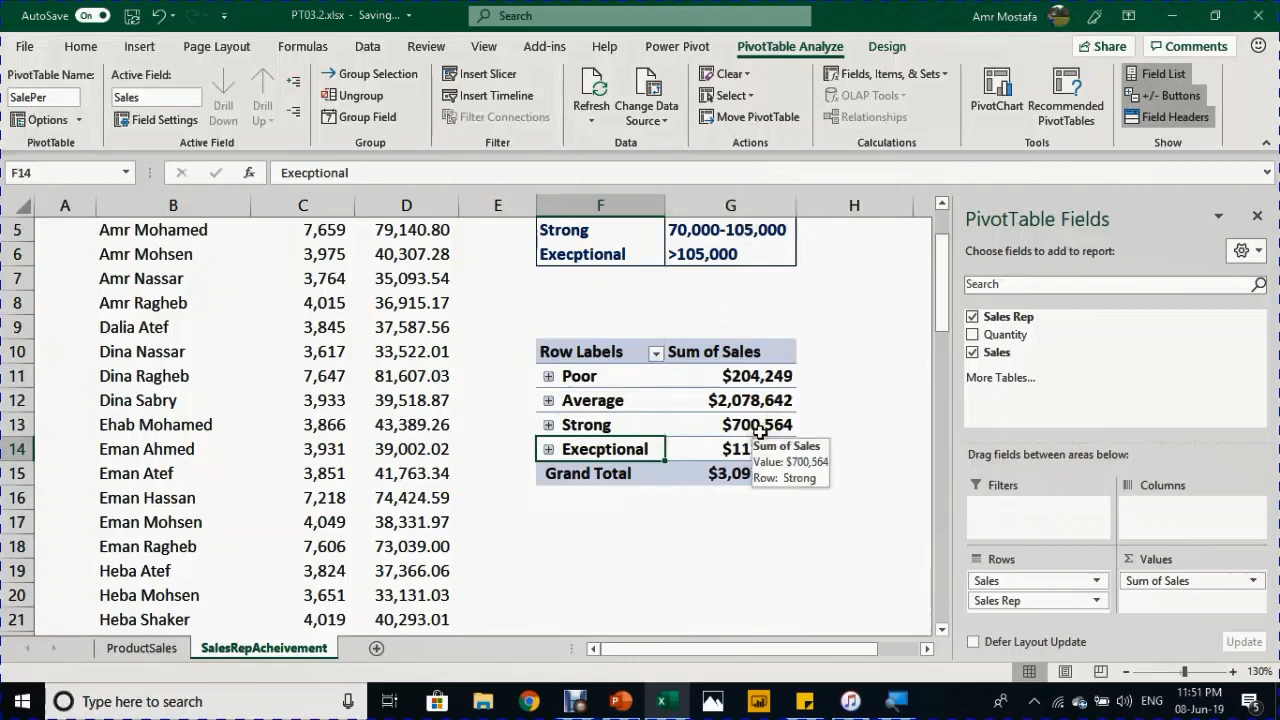 AutoSave On PT03.2.xlsx - Saving... Search Amr Mostafa
File Home Insert Page Layout Formulas Data Review View Add-ins Help Power Pivot PivotTable Analyze Design Share Comments
PivotTable Name: Active Field: Group Selection Insert Slicer Clear Fields, Items, & Sets Field List
SalePer Sales Drill Down Drill Up Ungroup Insert Timeline Refresh Change Data Source Select OLAP Tools PivotChart Recommended PivotTables +/- Buttons
Options Field Settings Group Field Filter Connections Move PivotTable Relationships Field Headers
PivotTable Active Field Group Filter Data Actions Calculations Tools Show
F14 fx Execptional
A B C D E F G H
5 Amr Mohamed 7,659 79,140.80 Strong 70,000-105,000
6 Amr Mohsen 3,975 40,307.28 Execptional >105,000
7 Amr Nassar 3,764 35,093.54
8 Amr Ragheb 4,015 36,915.17
9 Dalia Atef 3,845 37,587.56
10 Dina Nassar 3,617 33,522.01 Row Labels Sum of Sales
11 Dina Ragheb 7,647 81,607.03 Poor $204,249
12 Dina Sabry 3,933 39,518.87 Average $2,078,642
13 Ehab Mohamed 3,866 43,389.26 Strong $700,564
14 Eman Ahmed 3,981 39,002.02 Exceptional $11
15 Eman Atef 3,851 41,763.34 Grand Total $3,09
16 Eman Hassan 7,218 74,424.59
17 Eman Mohsen 4,049 38,331.97
18 Eman Ragheb 7,606 73,039.00
19 Heba Atef 3,824 37,366.06
20 Heba Mohsen 3,651 33,131.03
21 Heba Shaker 4,019 40,293.01
Sum of Sales
Value: $700,564
Row: Strong
PivotTable Fields
Choose fields to add to report:
Search
Sales Rep
Quantity
Sales
More Tables...
Drag fields between areas below:
Filters Columns
Rows Σ Values
Sales Sum of Sales
Sales Rep
Defer Layout Update Update
ProductSales SalesRepAcheivement
130%
Type here to search
ENG
11:51 PM
08-Jun-19
5